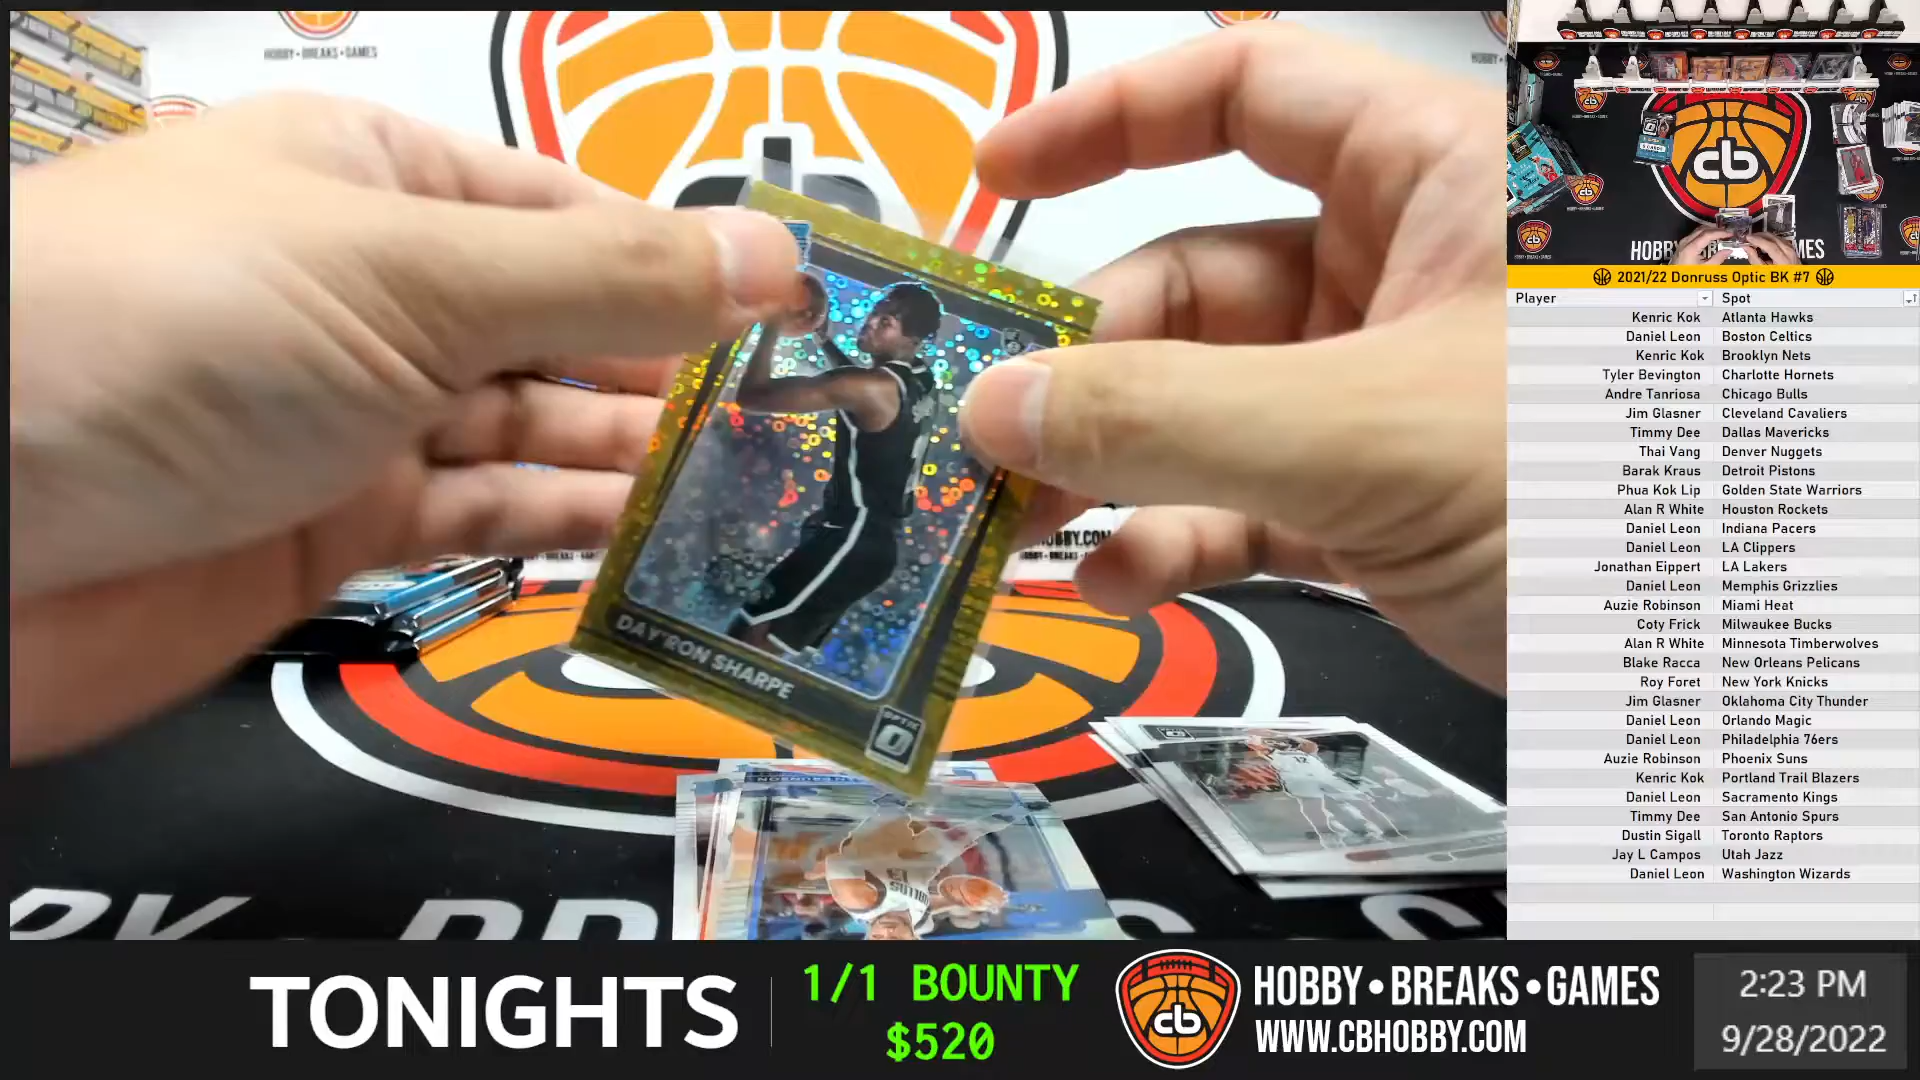 HOBBY • BREAKS • GAMES
DAY'RON SHARPE
OPTIC
cb
HOBBY
GAMES
2021/22 Donruss Optic BK #7
Player Spot
Kenric Kok Atlanta Hawks
Daniel Leon Boston Celtics
Kenric Kok Brooklyn Nets
Tyler Bevington Charlotte Hornets
Andre Tanriosa Chicago Bulls
Jim Glasner Cleveland Cavaliers
Timmy Dee Dallas Mavericks
Thai Vang Denver Nuggets
Barak Kraus Detroit Pistons
Phua Kok Lip Golden State Warriors
Alan R White Houston Rockets
Daniel Leon Indiana Pacers
Daniel Leon LA Clippers
Jonathan Eippert LA Lakers
Daniel Leon Memphis Grizzlies
Auzie Robinson Miami Heat
Coty Frick Milwaukee Bucks
Alan R White Minnesota Timberwolves
Blake Racca New Orleans Pelicans
Roy Foret New York Knicks
Jim Glasner Oklahoma City Thunder
Daniel Leon Orlando Magic
Daniel Leon Philadelphia 76ers
Auzie Robinson Phoenix Suns
Kenric Kok Portland Trail Blazers
Daniel Leon Sacramento Kings
Timmy Dee San Antonio Spurs
Dustin Sigall Toronto Raptors
Jay L Campos Utah Jazz
Daniel Leon Washington Wizards
TONIGHTS
1/1 BOUNTY
$520
cb
HOBBY • BREAKS • GAMES
WWW.CBHOBBY.COM
2:23 PM
9/28/2022